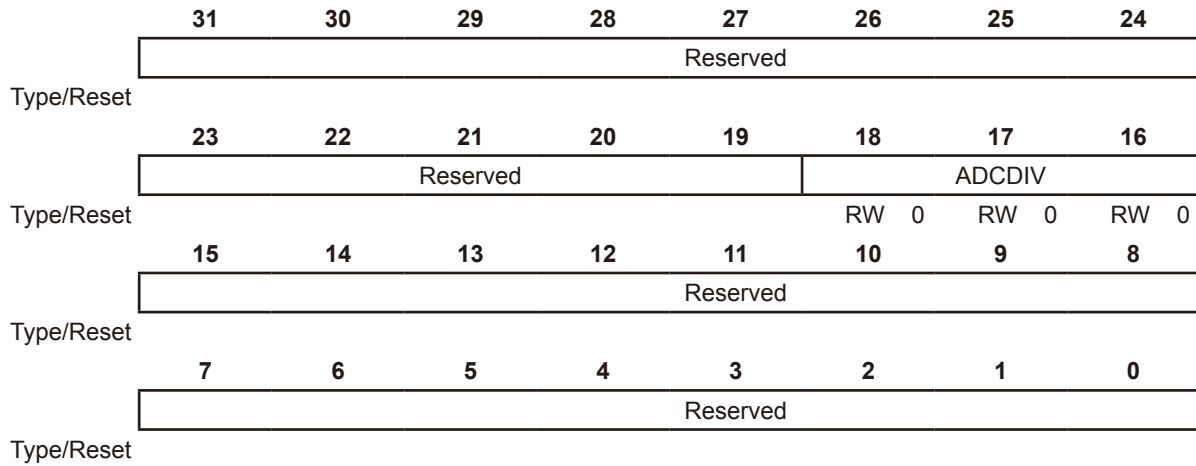 31 30 29 28 27 26 25 24
Reserved
Type/Reset
23 22 21 20 19 18 17 16
Reserved ADCDIV
Type/Reset RW 0 RW 0 RW 0
15 14 13 12 11 10 9 8
Reserved
Type/Reset
7 6 5 4 3 2 1 0
Reserved
Type/Reset